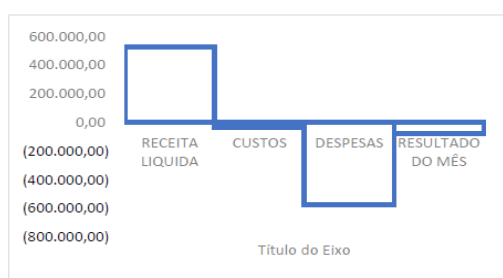 600.000,00
400.000,00
200.000,00
0,00
(200.000,00)
(400.000,00)
(600.000,00)
(800.000,00)
RECEITA
LIQUIDA
CUSTOS
DESPESAS
RESULTADO
DO MÊS
Título do Eixo